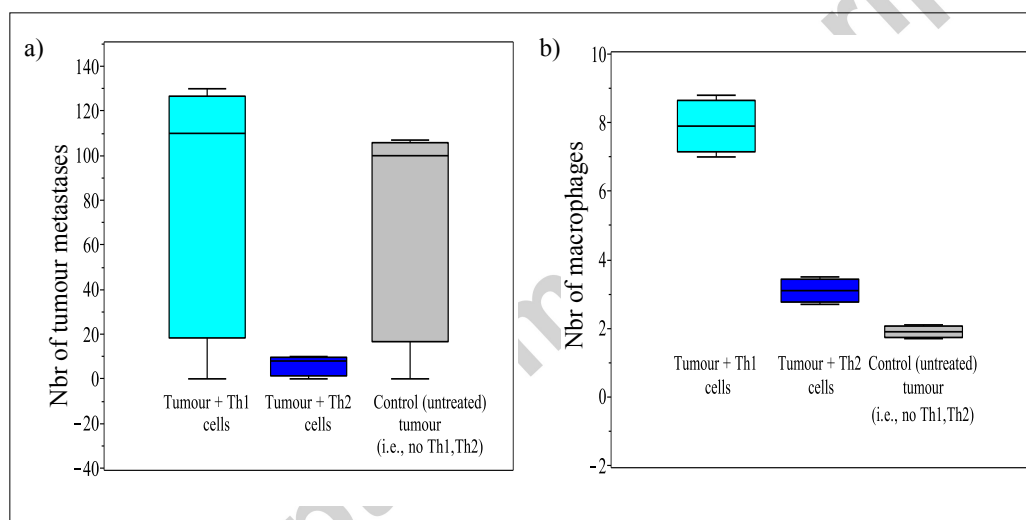 a)
Nbr of tumour metastases
140
120
100
80
60
40
20
0
−20
−40
Tumour + Th1
cells
Tumour + Th2
cells
Control (untreated)
tumour
(i.e., no Th1,Th2)
b)
Nbr of macrophages
10
8
6
4
2
0
−2
Tumour + Th1
cells
Tumour + Th2
cells
Control (untreated)
tumour
(i.e., no Th1,Th2)